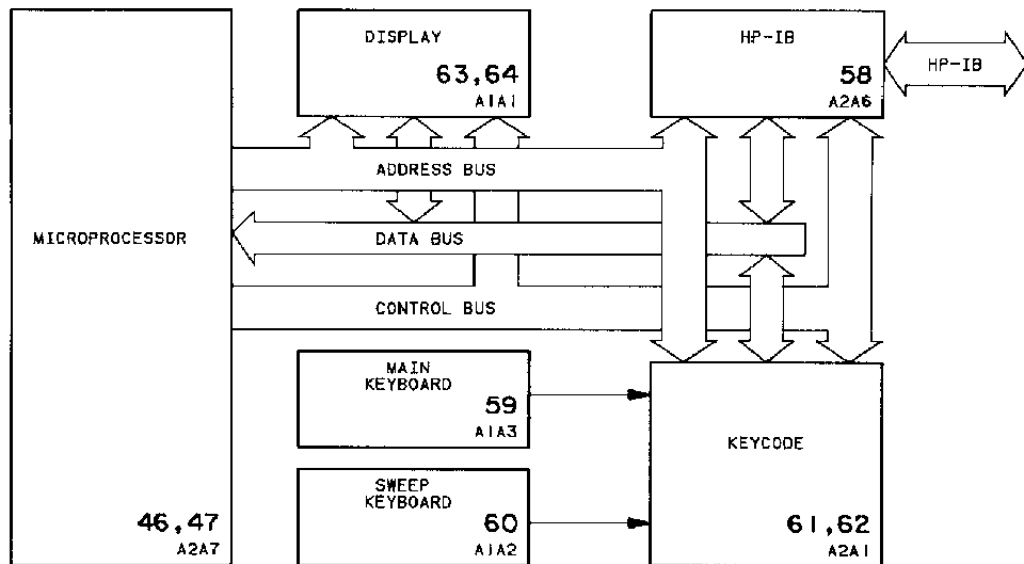 MICROPROCESSOR
46,47
A2A7
DISPLAY
63,64
A1A1
HP-IB
58
A2A6
HP-IB
ADDRESS BUS
DATA BUS
CONTROL BUS
MAIN
KEYBOARD
59
A1A3
SWEEP
KEYBOARD
60
A1A2
KEYCODE
61,62
A2A1